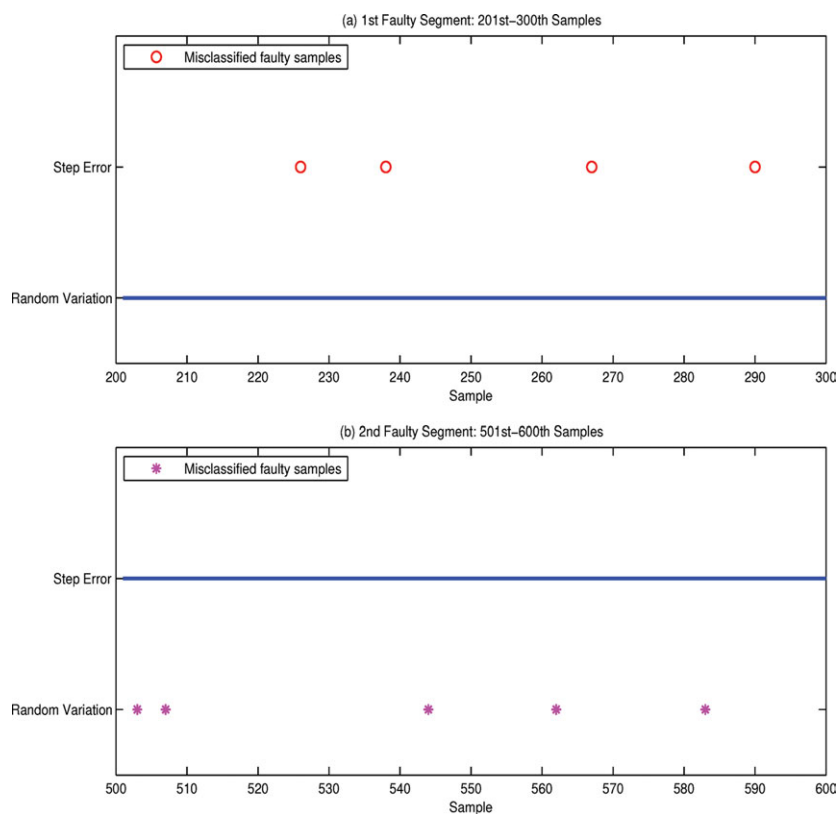 (a) 1st Faulty Segment: 201st−300th Samples
Misclassified faulty samples
Step Error
Random Variation
200 210 220 230 240 250 260 270 280 290 300
Sample
(b) 2nd Faulty Segment: 501st−600th Samples
Misclassified faulty samples
Step Error
Random Variation
500 510 520 530 540 550 560 570 580 590 600
Sample